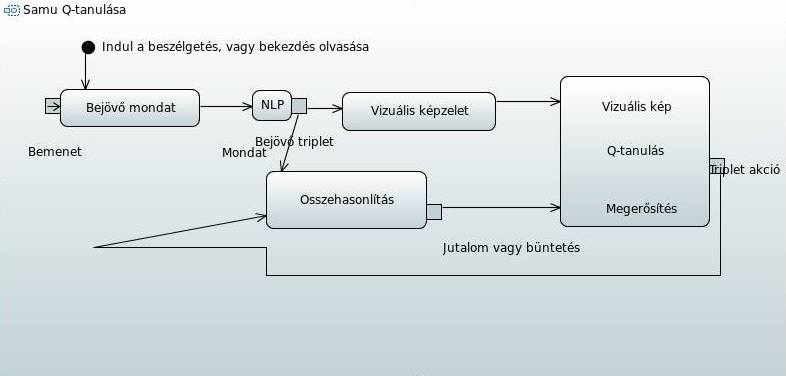 Samu Q-tanulása
Indul a beszélgetés, vagy bekezdés olvasása
Bejövő mondat
NLP
Vizuális képzelet
Vizuális kép
Bemenet
Bejövő triplet
Mondat
Q-tanulás
Triplet akció
Osszehasonlítás
Megerősítés
Jutalom vagy büntetés